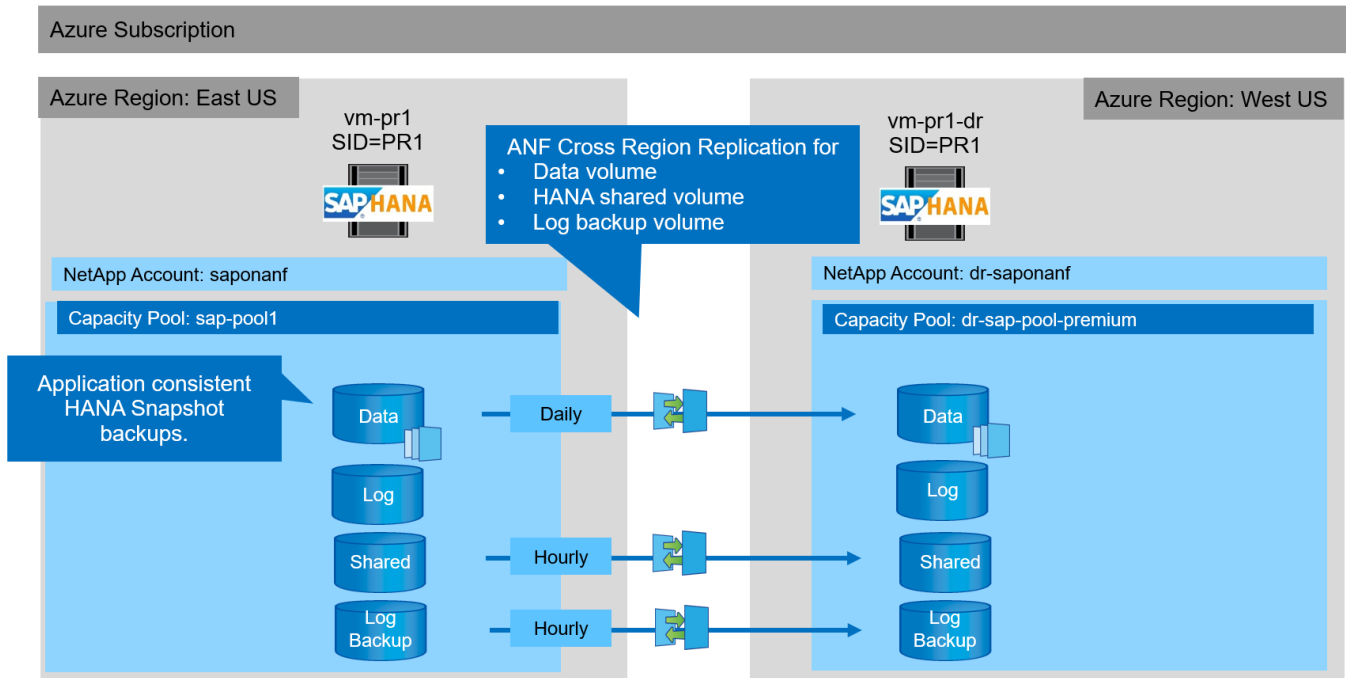 Azure Subscription
Azure Region: East US
vm-pr1
SID=PR1
SAP HANA
ANF Cross Region Replication for
• Data volume
• HANA shared volume
• Log backup volume
Azure Region: West US
vm-pr1-dr
SID=PR1
SAP HANA
NetApp Account: saponanf
Capacity Pool: sap-pool1
NetApp Account: dr-saponanf
Capacity Pool: dr-sap-pool-premium
Application consistent
HANA Snapshot
backups.
Data
Daily
Data
Log
Log
Shared
Hourly
Shared
Log
Backup
Hourly
Log
Backup